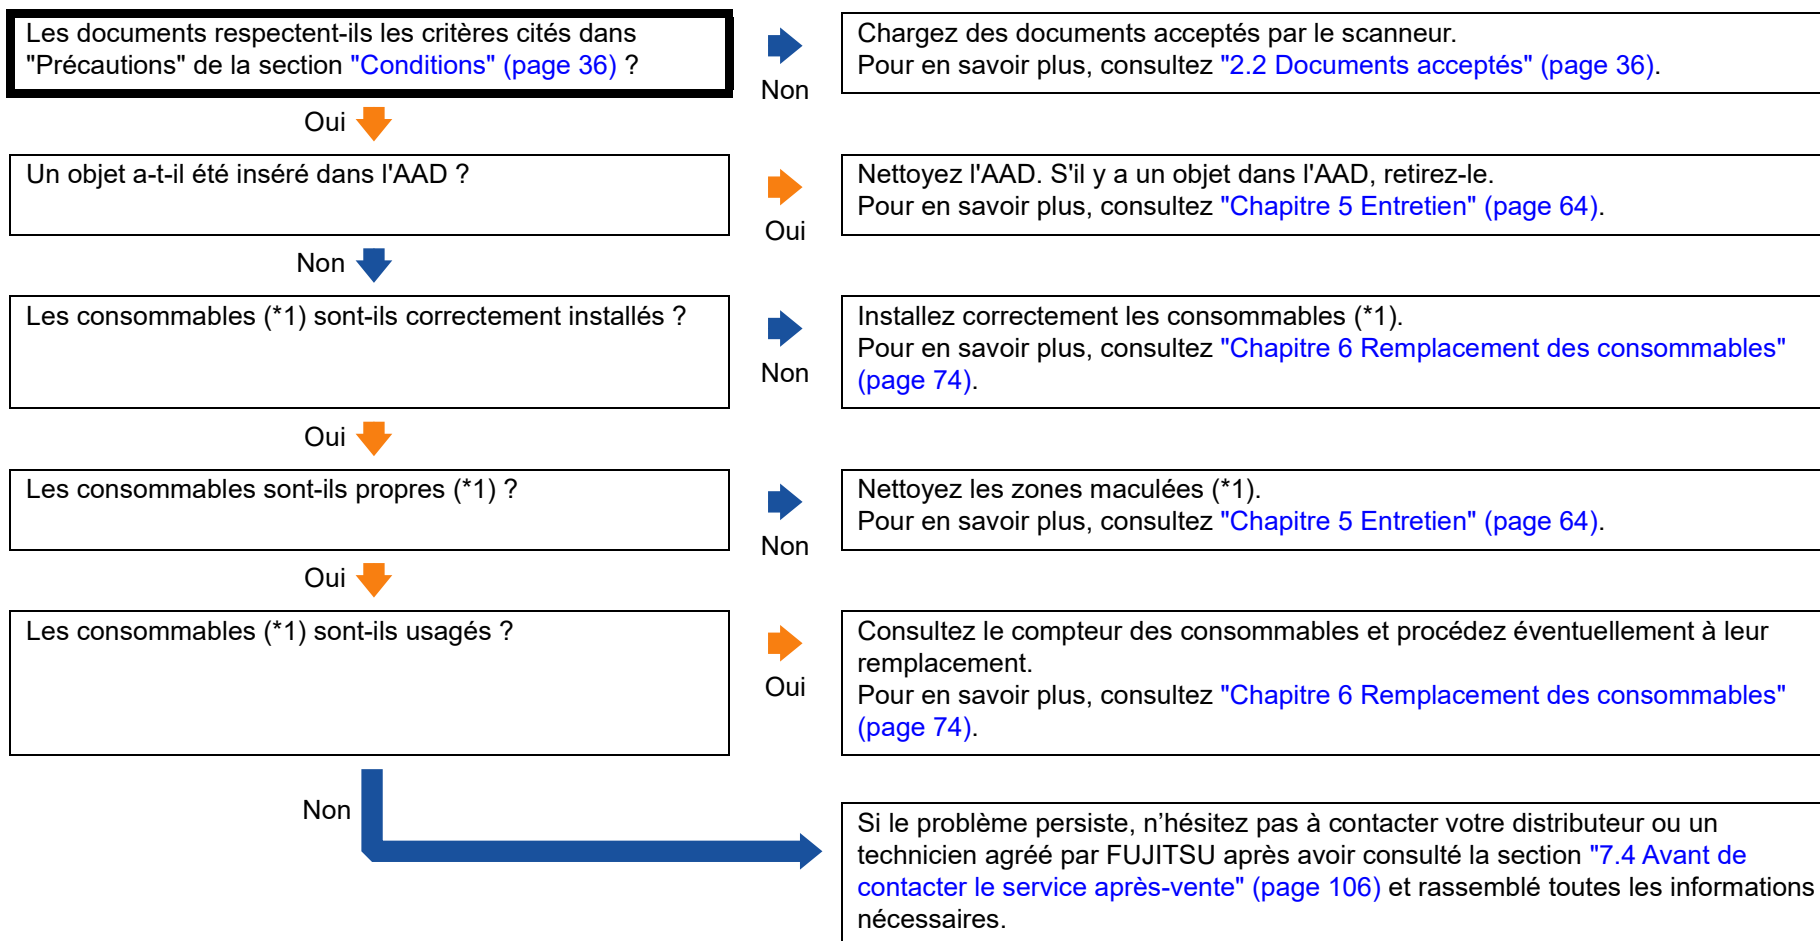 Les documents respectent-ils les critères cités dans
"Précautions" de la section "Conditions" (page 36) ?
Non
Chargez des documents acceptés par le scanneur.
Pour en savoir plus, consultez "2.2 Documents acceptés" (page 36).
Oui
Un objet a-t-il été inséré dans l'AAD ?
Oui
Nettoyez l'AAD. S'il y a un objet dans l'AAD, retirez-le.
Pour en savoir plus, consultez "Chapitre 5 Entretien" (page 64).
Non
Les consommables (*1) sont-ils correctement installés ?
Non
Installez correctement les consommables (*1).
Pour en savoir plus, consultez "Chapitre 6 Remplacement des consommables"
(page 74).
Oui
Les consommables sont-ils propres (*1) ?
Non
Nettoyez les zones maculées (*1).
Pour en savoir plus, consultez "Chapitre 5 Entretien" (page 64).
Oui
Les consommables (*1) sont-ils usagés ?
Oui
Consultez le compteur des consommables et procédez éventuellement à leur
remplacement.
Pour en savoir plus, consultez "Chapitre 6 Remplacement des consommables"
(page 74).
Non
Si le problème persiste, n’hésitez pas à contacter votre distributeur ou un
technicien agréé par FUJITSU après avoir consulté la section "7.4 Avant de
contacter le service après-vente" (page 106) et rassemblé toutes les informations
nécessaires.